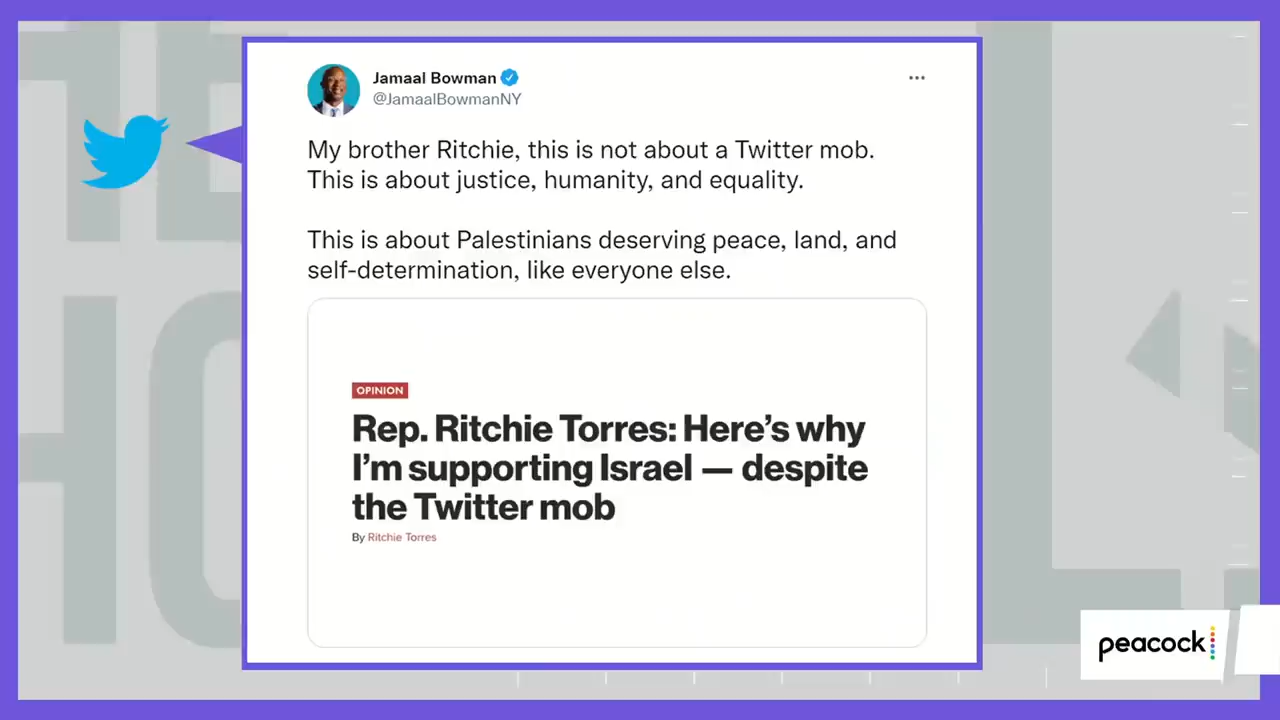 Jamaal Bowman
@JamaalBowmanNY
My brother Ritchie, this is not about a Twitter mob.
This is about justice, humanity, and equality.
This is about Palestinians deserving peace, land, and
self-determination, like everyone else.
OPINION
Rep. Ritchie Torres: Here's why
I'm supporting Israel — despite
the Twitter mob
By Ritchie Torres
peacock